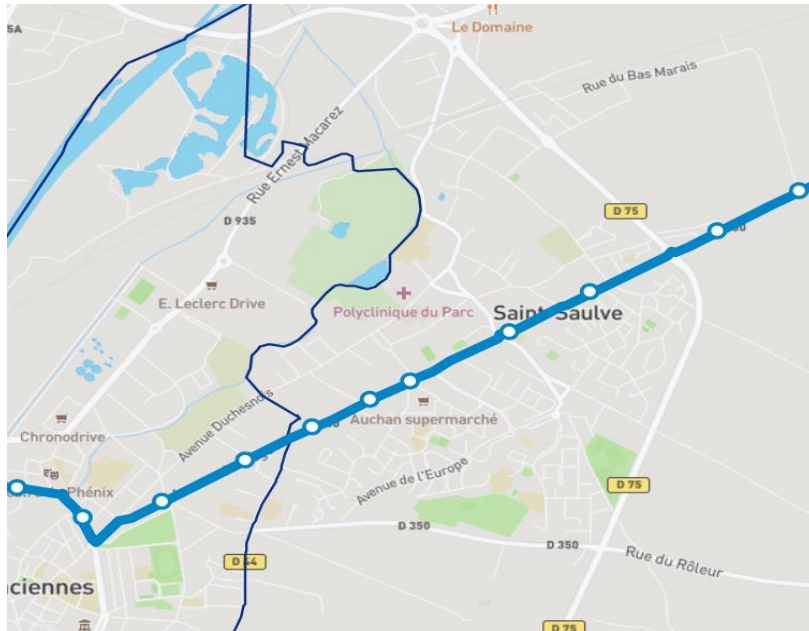 5A
Le Domaine
Rue du Bas Marais
Rue Ernest Macarez
D 935
D 75
E. Leclerc Drive
Polyclinique du Parc
Saint-Saulve
Avenue Duchesnois
Auchan supermarché
Chronodrive
Phénix
Avenue de l'Europe
D 75
D 350
D 350
Rue du Rôleur
nciennes
D 75